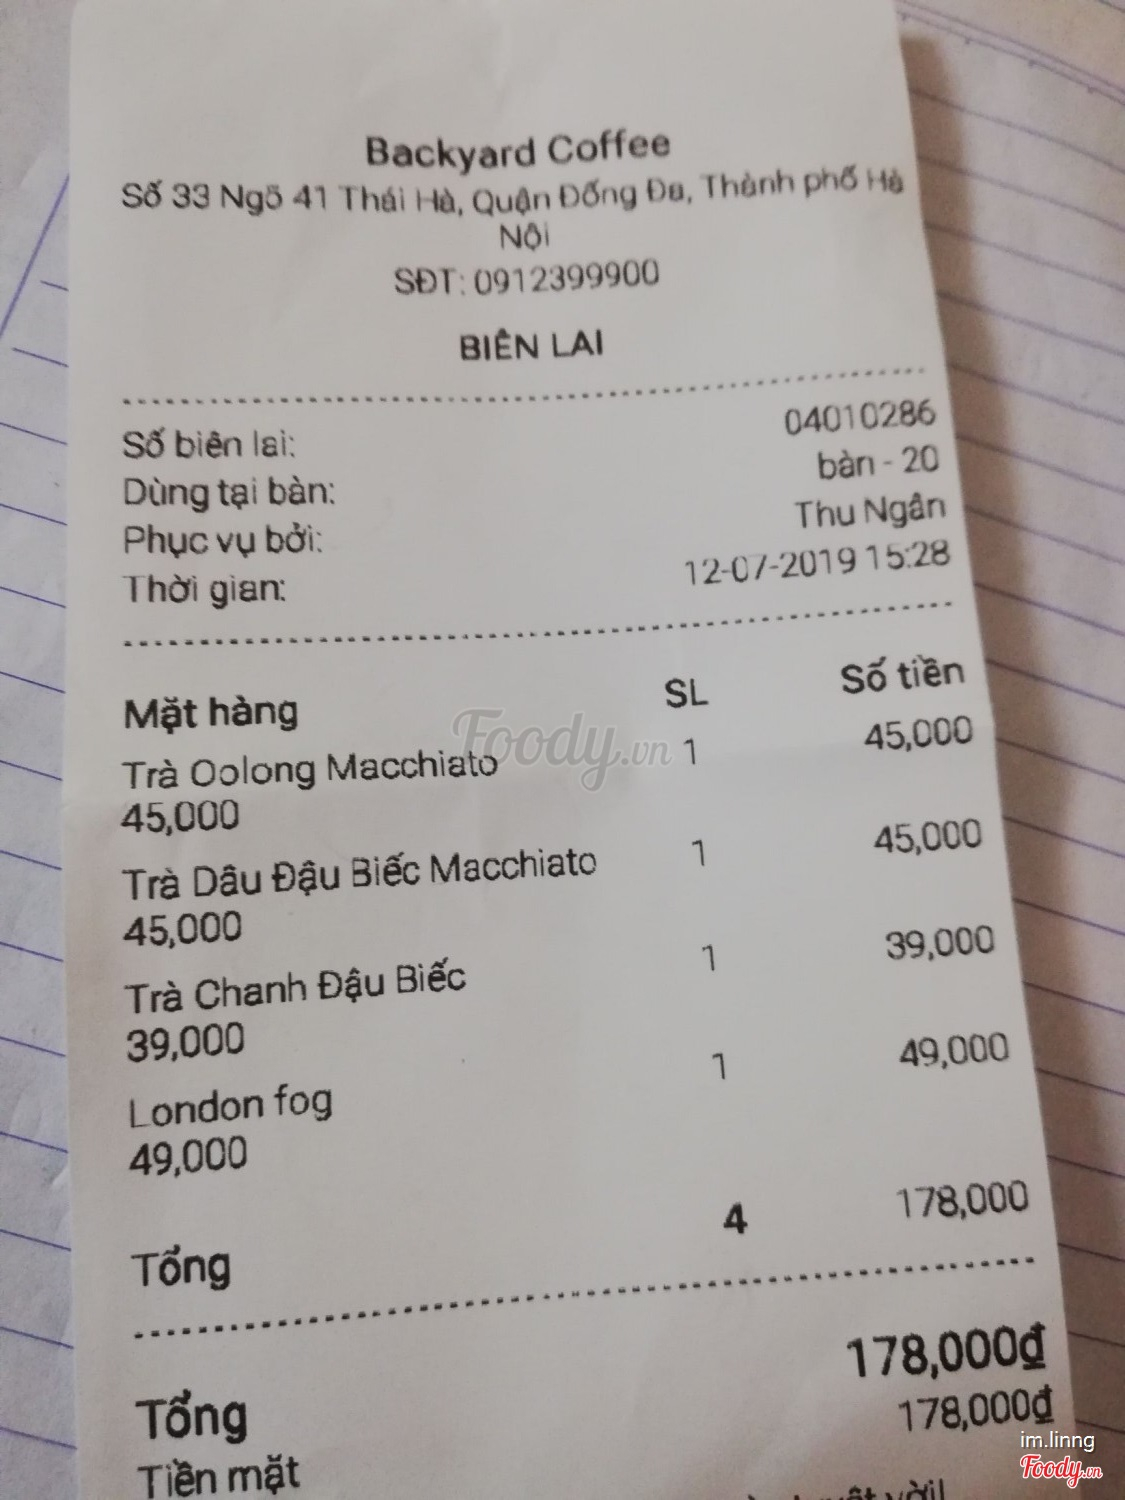 Backyard Coffee
Số 33 Ngõ 41 Thái Hà, Quận Đống Đa, Thành phố Hà
Nội
SĐT: 0912399900
BIÊN LAI
Số biên lai: 04010286
Dùng tại bàn: bàn - 20
Phục vụ bởi: Thu Ngân
Thời gian: 12-07-2019 15:28
Mặt hàng SL Số tiền
Trà Oolong Macchiato 1 45,000
45,000
Trà Dâu Đậu Biếc Macchiato 1 45,000
45,000
Trà Chanh Đậu Biếc 1 39,000
39,000
London fog 1 49,000
49,000
Tổng 4 178,000
Tổng 178,000₫
Tiền mặt 178,000₫
Foody.vn
im.linng
Foody.vn